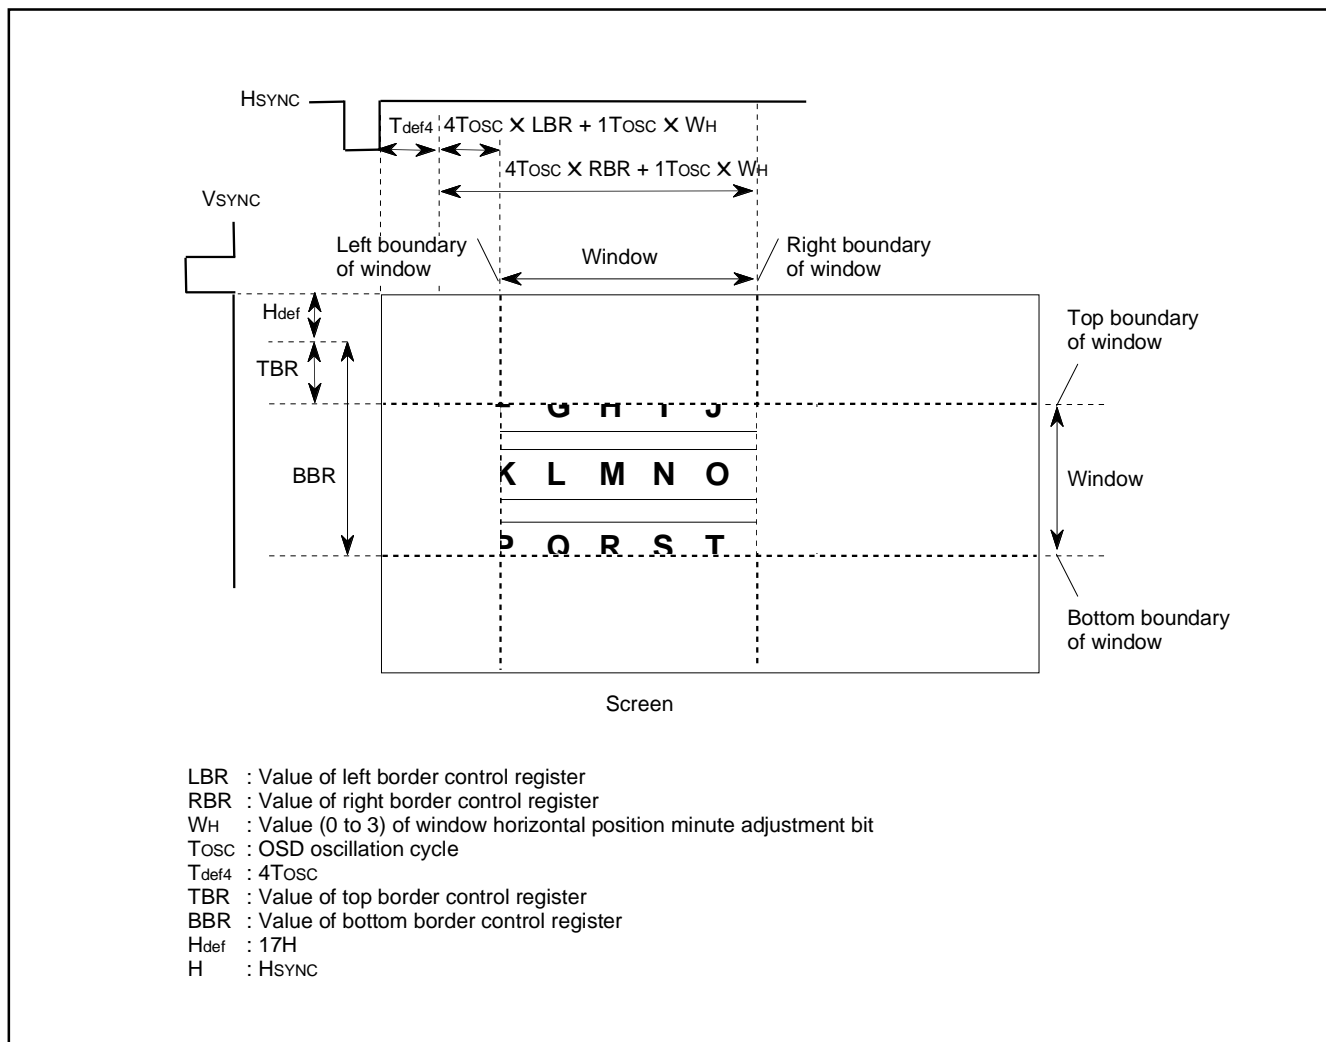 HSYNC
Tdef4 4TOSC X LBR + 1TOSC X WH
4TOSC X RBR + 1TOSC X WH
VSYNC
Left boundary
of window
Window
Right boundary
of window
Hdef
TBR
BBR
Top boundary
of window
G H I J
K L M N O
P Q R S T
Window
Bottom boundary
of window
Screen
LBR : Value of left border control register
RBR : Value of right border control register
WH : Value (0 to 3) of window horizontal position minute adjustment bit
TOSC : OSD oscillation cycle
Tdef4 : 4TOSC
TBR : Value of top border control register
BBR : Value of bottom border control register
Hdef : 17H
H : HSYNC